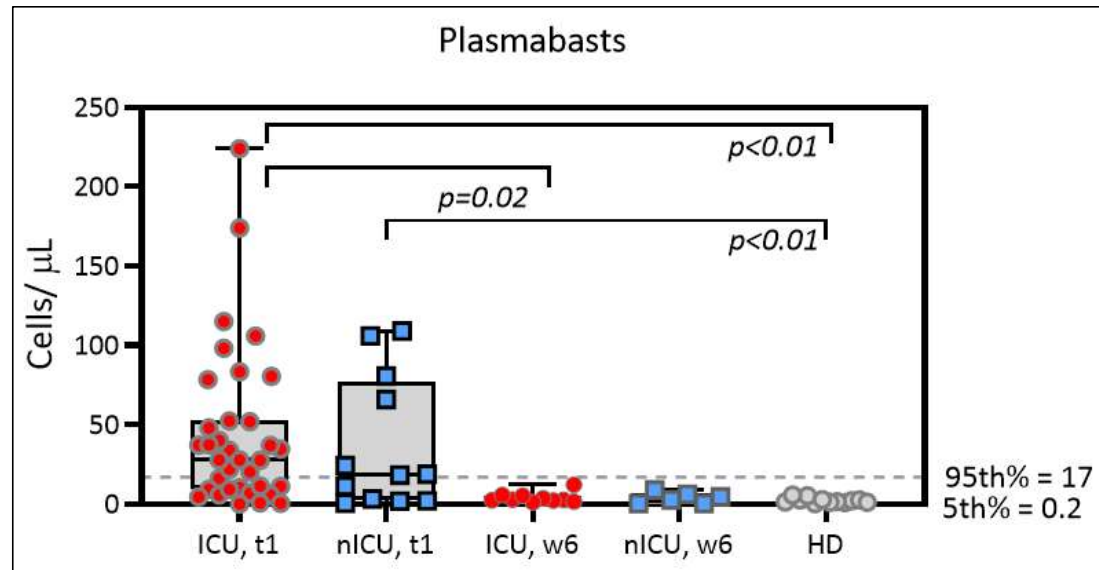 Plasmabasts
250
200
150
100
50
0
Cells/ μL
p<0.01
p=0.02
p<0.01
95th% = 17
5th% = 0.2
ICU, t1
nICU, t1
ICU, w6
nICU, w6
HD